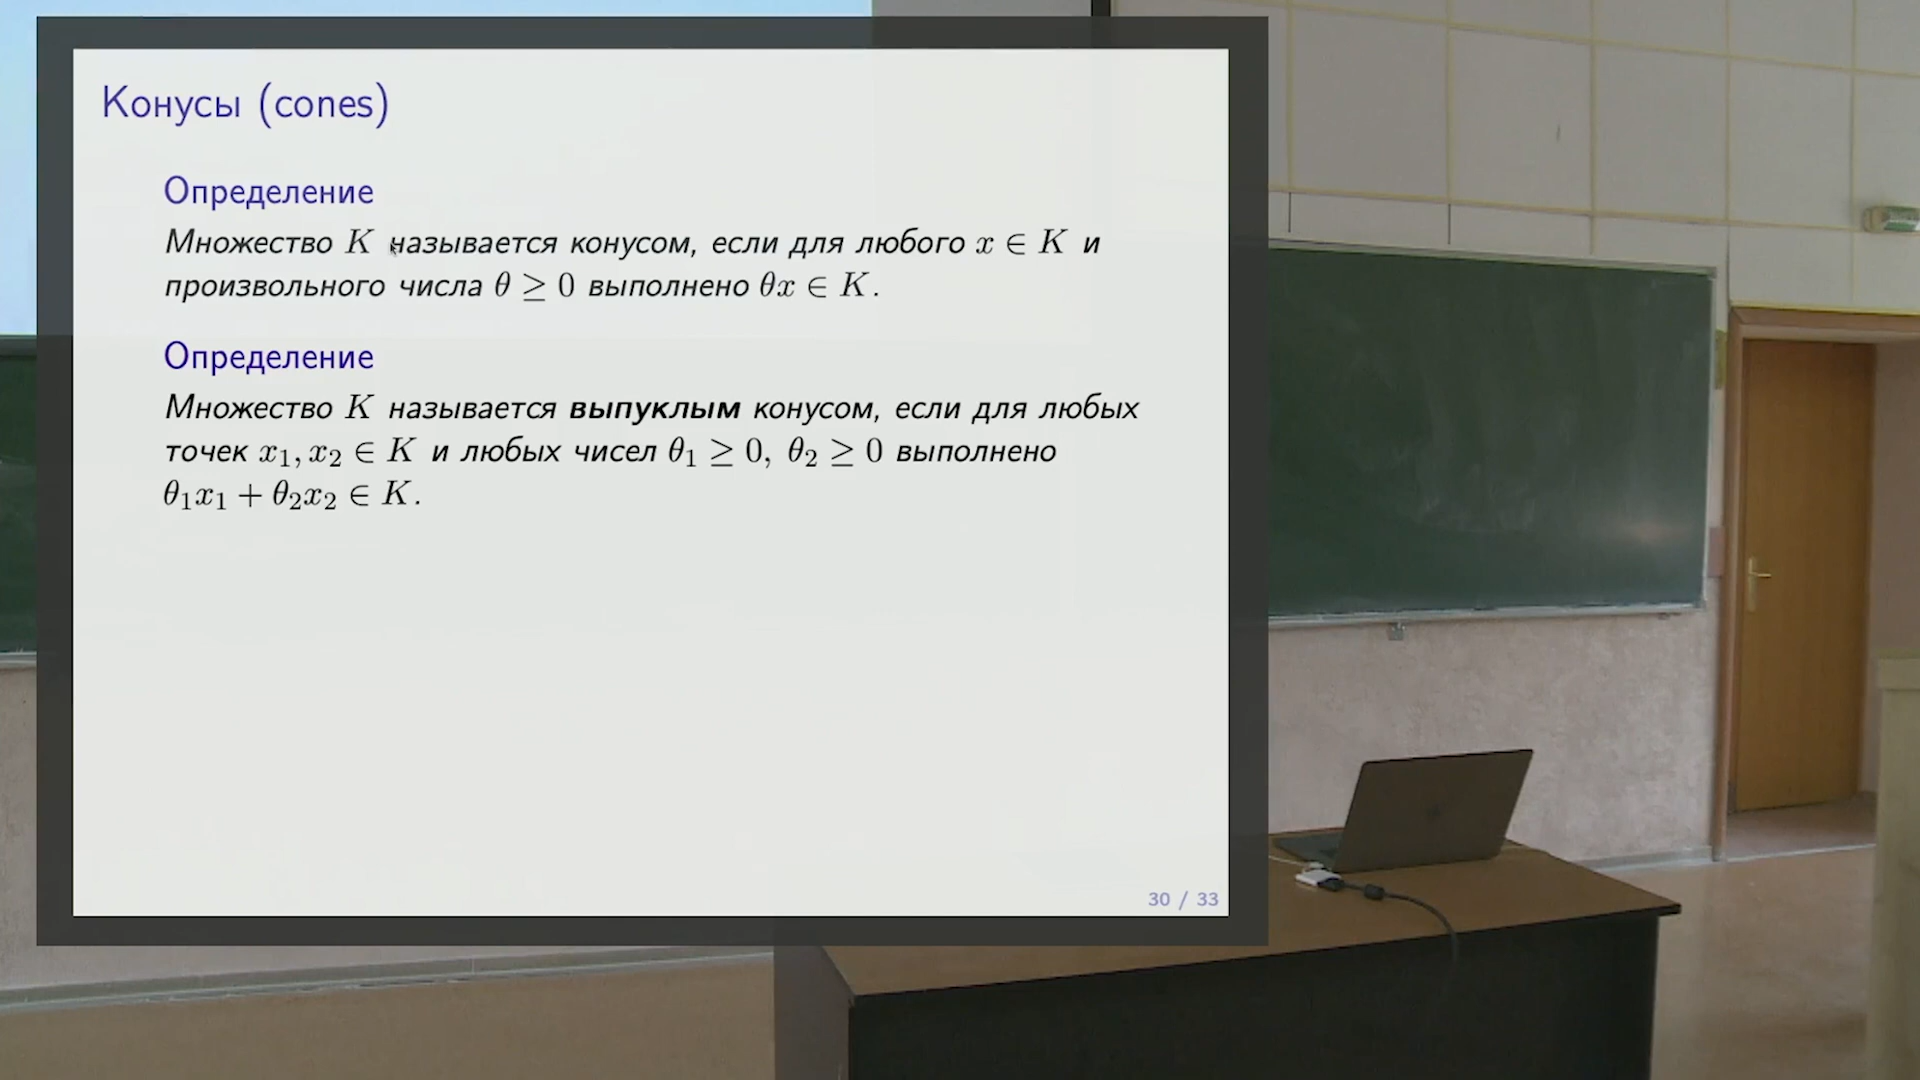 Конусы (cones)
Определение
Множество K называется конусом, если для любого x ∈ K и
произвольного числа θ ≥ 0 выполнено θx ∈ K.
Определение
Множество K называется выпуклым конусом, если для любых
точек x₁, x₂ ∈ K и любых чисел θ₁ ≥ 0, θ₂ ≥ 0 выполнено
θ₁x₁ + θ₂x₂ ∈ K.
30 / 33